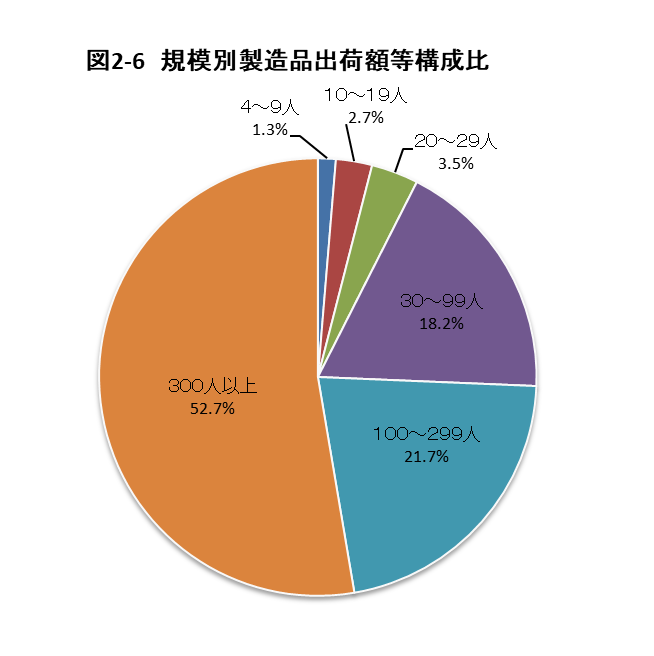 図2-6 規模別製造品出荷額等構成比
4～9人
1.3%
10～19人
2.7%
20～29人
3.5%
30～99人
18.2%
100～299人
21.7%
300人以上
52.7%